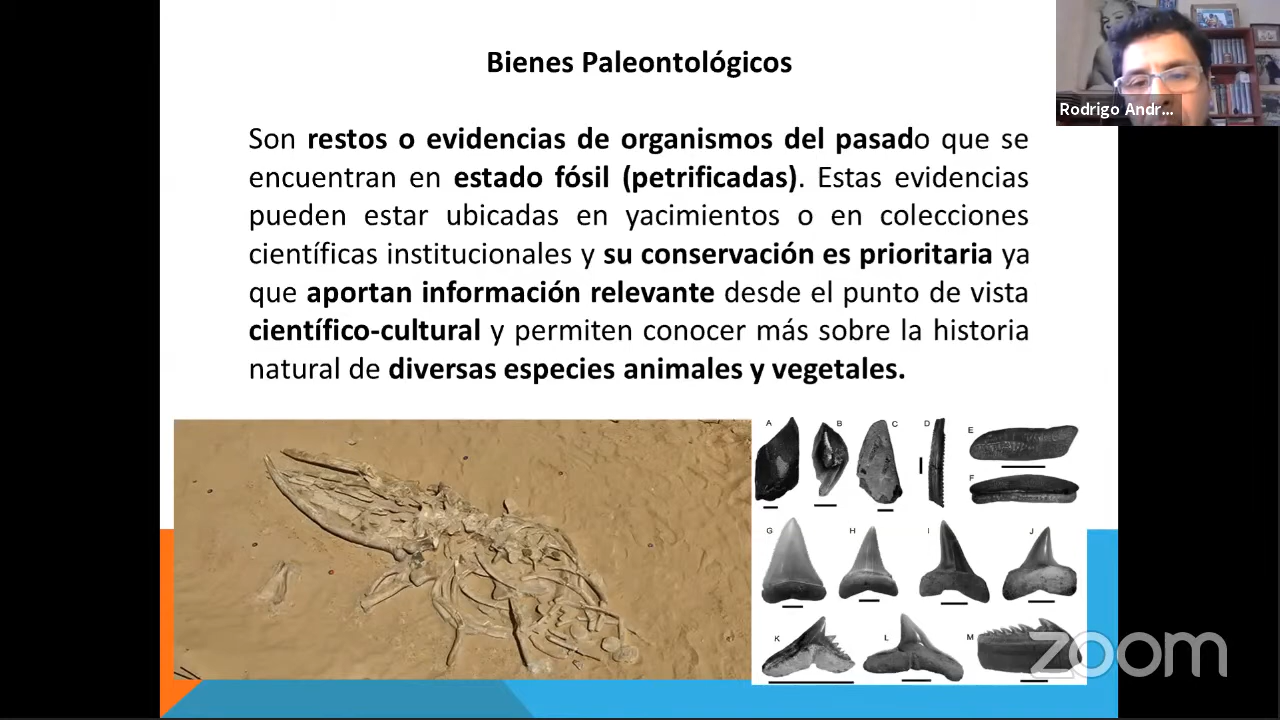 Bienes Paleontológicos
Rodrigo Andr...
Son restos o evidencias de organismos del pasado que se
encuentran en estado fósil (petrificadas). Estas evidencias
pueden estar ubicadas en yacimientos o en colecciones
científicas institucionales y su conservación es prioritaria ya
que aportan información relevante desde el punto de vista
científico-cultural y permiten conocer más sobre la historia
natural de diversas especies animales y vegetales.
A B C D E
F
G H I J
K L M
zoom